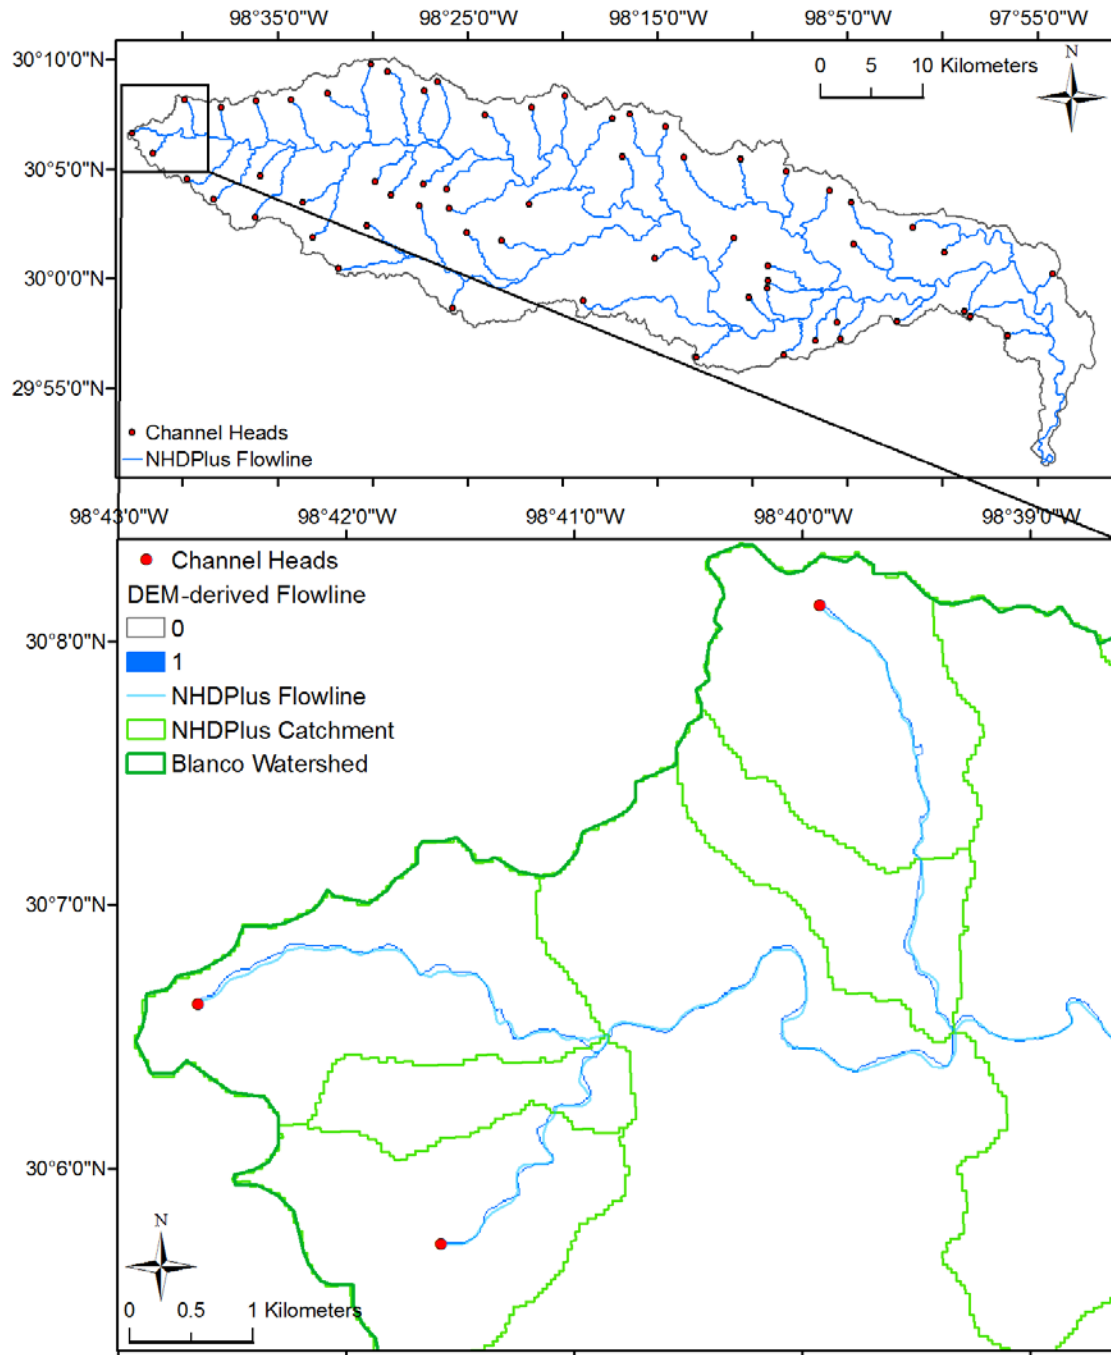 98°35'0"W 98°25'0"W 98°15'0"W 98°5'0"W 97°55'0"W
30°10'0"N
0 5 10 Kilometers
N
30°5'0"N
30°0'0"N
29°55'0"N
Channel Heads
NHDPlus Flowline
98°43'0"W 98°42'0"W 98°41'0"W 98°40'0"W 98°39'0"W
Channel Heads
DEM-derived Flowline
0
1
NHDPlus Flowline
NHDPlus Catchment
Blanco Watershed
30°8'0"N
30°7'0"N
30°6'0"N
N
0 0.5 1 Kilometers